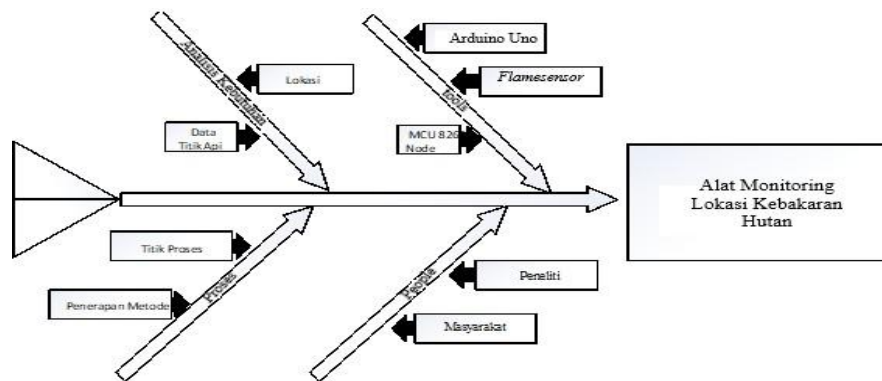 Analisis Kebutuhan
Lokasi
Data
Titik Api
Tools
Arduino Uno
Flamesensor
MCU 826
Node
Alat Monitoring
Lokasi Kebakaran
Hutan
Proses
Titik Proses
Penerapan Metode
People
Peneliti
Masyarakat